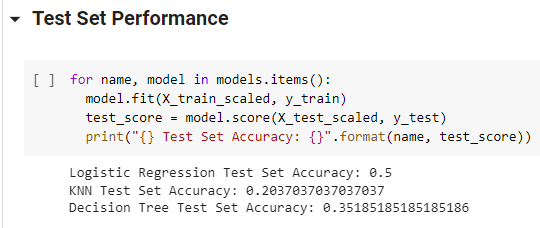 Test Set Performance
[ ] for name, model in models.items():
model.fit(X_train_scaled, y_train)
test_score = model.score(X_test_scaled, y_test)
print("{} Test Set Accuracy: {}".format(name, test_score))
Logistic Regression Test Set Accuracy: 0.5
KNN Test Set Accuracy: 0.2037037037037037
Decision Tree Test Set Accuracy: 0.35185185185185186